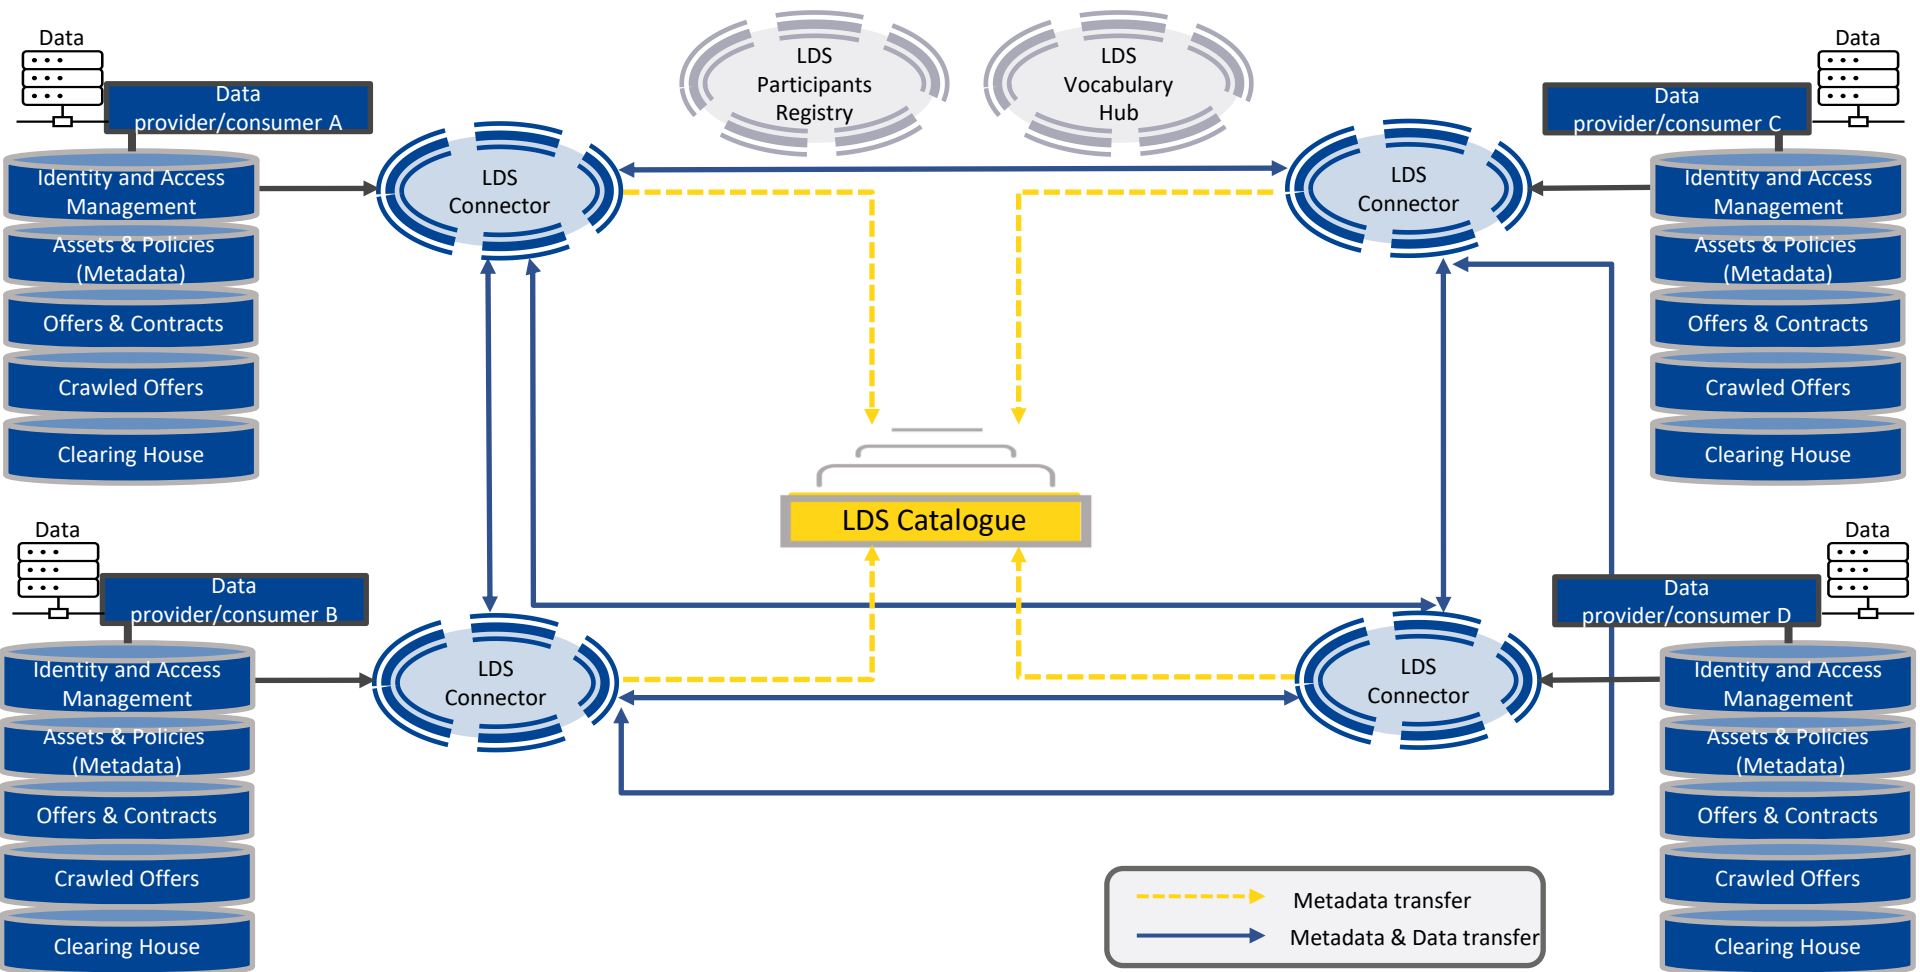 Data
Data
provider/consumer A
Identity and Access
Management
Assets & Policies
(Metadata)
Offers & Contracts
Crawled Offers
Clearing House
LDS
Connector
LDS
Participants
Registry
LDS
Vocabulary
Hub
LDS
Connector
Data
Data
provider/consumer C
Identity and Access
Management
Assets & Policies
(Metadata)
Offers & Contracts
Crawled Offers
Clearing House
LDS Catalogue
Data
Data
provider/consumer B
Identity and Access
Management
Assets & Policies
(Metadata)
Offers & Contracts
Crawled Offers
Clearing House
LDS
Connector
LDS
Connector
Data
Data
provider/consumer D
Identity and Access
Management
Assets & Policies
(Metadata)
Offers & Contracts
Crawled Offers
Clearing House
Metadata transfer
Metadata & Data transfer